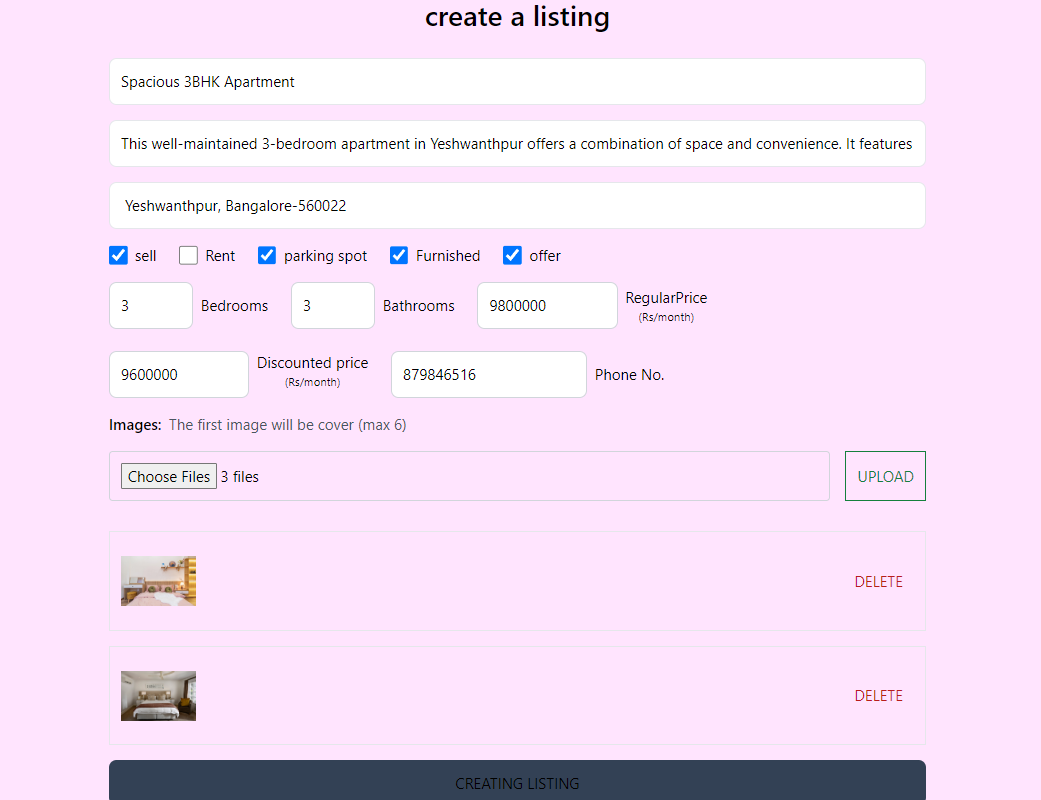 create a listing
Spacious 3BHK Apartment
This well-maintained 3-bedroom apartment in Yeshwanthpur offers a combination of space and convenience. It features
Yeshwanthpur, Bangalore-560022
sell Rent parking spot Furnished offer
3 Bedrooms 3 Bathrooms 9800000 RegularPrice
(Rs/month)
9600000 Discounted price 879846516 Phone No.
(Rs/month)
Images: The first image will be cover (max 6)
Choose Files 3 files UPLOAD
DELETE
DELETE
CREATING LISTING